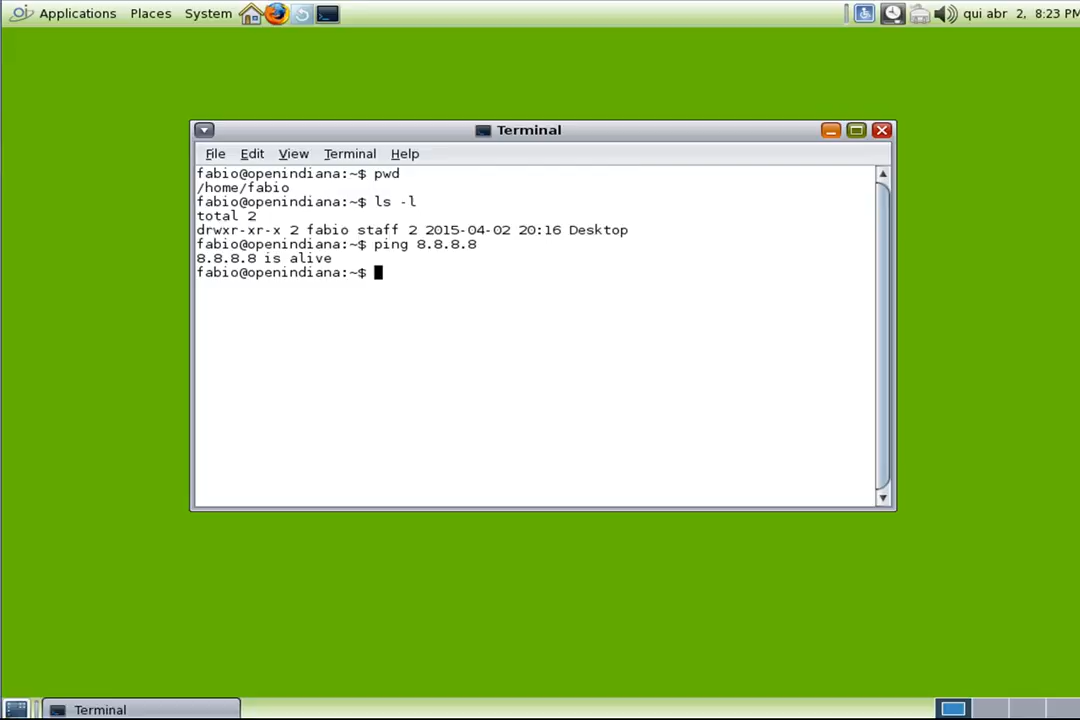 Applications Places System
qui abr 2, 8:23 PM
Terminal
File Edit View Terminal Help
fabio@openindiana:~$ pwd
/home/fabio
fabio@openindiana:~$ ls -l
total 2
drwxr-xr-x 2 fabio staff 2 2015-04-02 20:16 Desktop
fabio@openindiana:~$ ping 8.8.8.8
8.8.8.8 is alive
fabio@openindiana:~$
Terminal